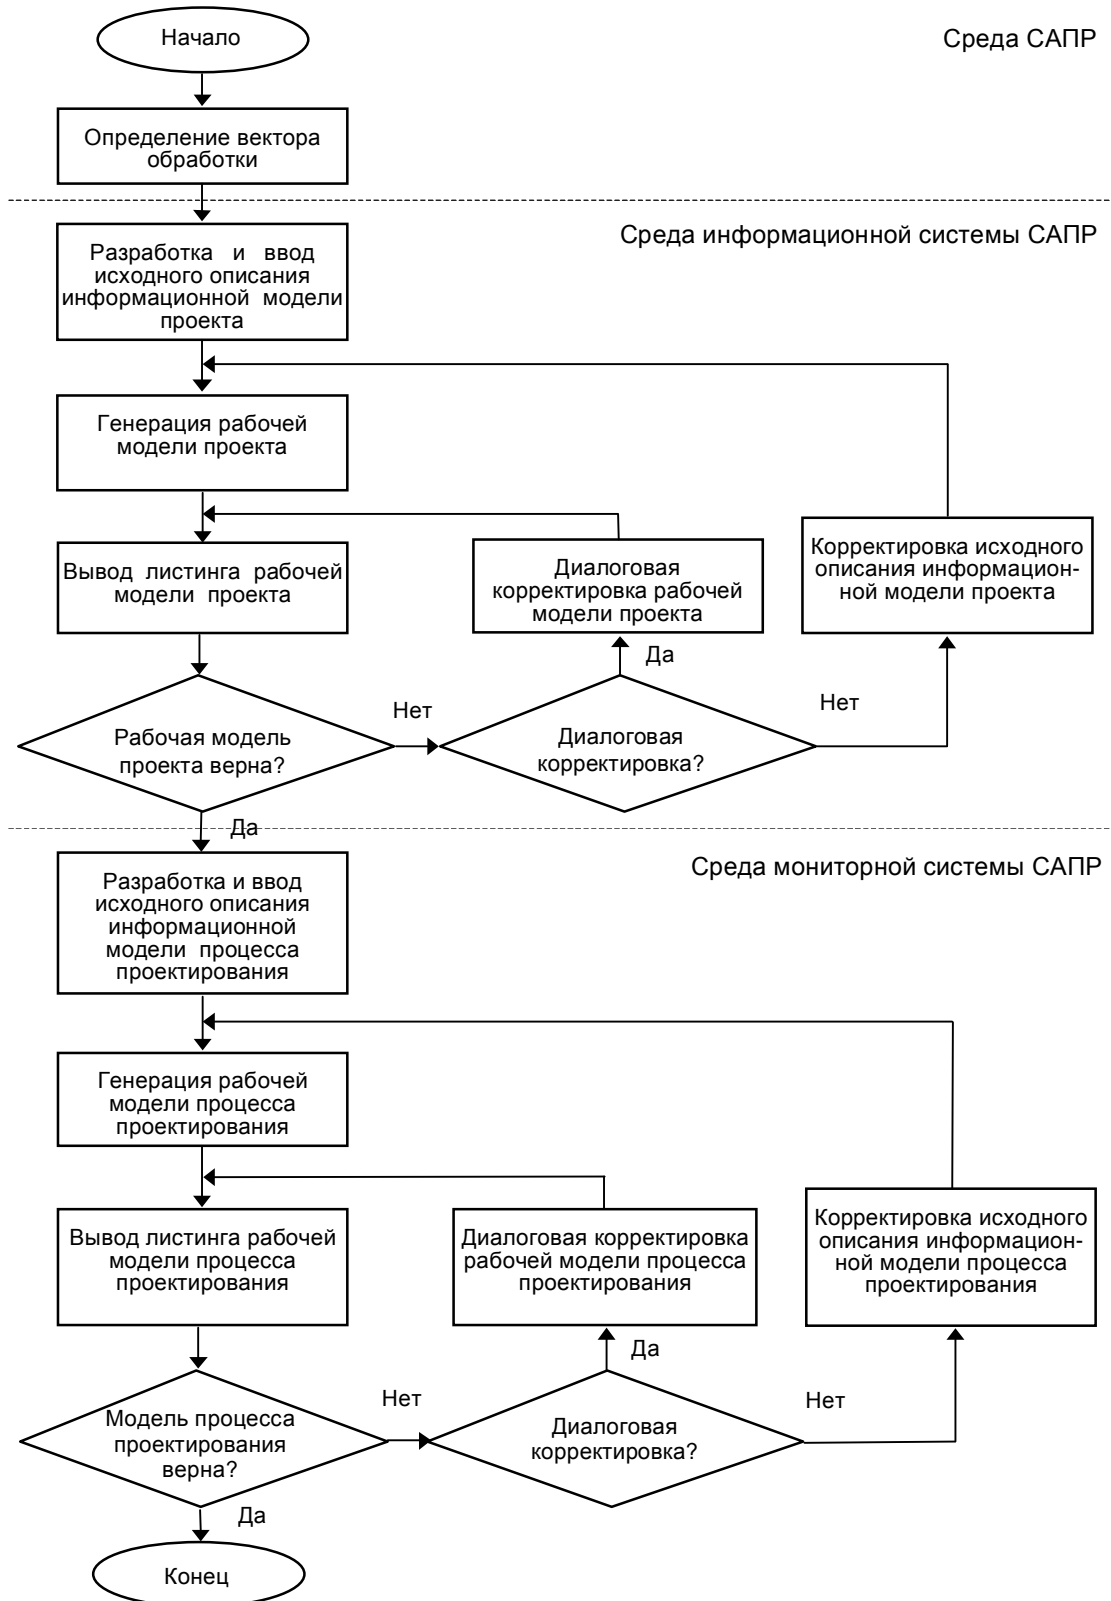 Начало
Среда САПР
Определение вектора
обработки
Среда информационной системы САПР
Разработка и ввод
исходного описания
информационной модели
проекта
Генерация рабочей
модели проекта
Вывод листинга рабочей
модели проекта
Диалоговая
корректировка рабочей
модели проекта
Корректировка исходного
описания информацион-
ной модели проекта
Да
Нет
Нет
Рабочая модель
проекта верна?
Диалоговая
корректировка?
Да
Среда мониторной системы САПР
Разработка и ввод
исходного описания
информационной
модели процесса
проектирования
Генерация рабочей
модели процесса
проектирования
Вывод листинга рабочей
модели процесса
проектирования
Диалоговая корректировка
рабочей модели процесса
проектирования
Корректировка исходного
описания информацион-
ной модели процесса
проектирования
Да
Нет
Нет
Модель процесса
проектирования
верна?
Диалоговая
корректировка?
Да
Конец